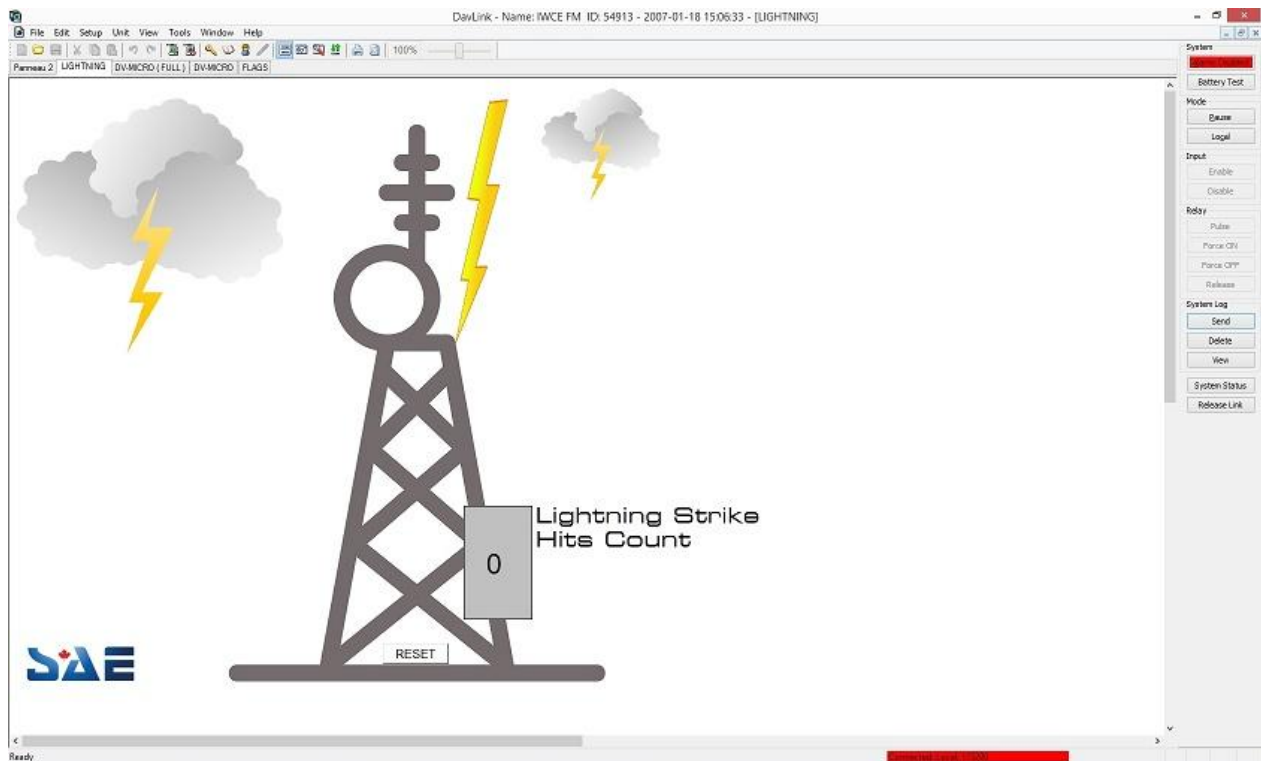 DavLink - Name: IWCE FM ID: 54913 - 2007-01-18 15:06:33 - [LIGHTNING]
File Edit Setup Unit View Tools Window Help
100%
Panneau 2 LIGHTNING DV-MICRO (FULL) DV-MICRO FLAGS
System
Battery Test
Mode
Pause
Local
Input
Enable
Disable
Relay
Pulse
Force ON
Force OFF
Release
System Log
Send
Delete
View
System Status
Release Link
Lightning Strike
Hits Count
0
RESET
SAE
Ready